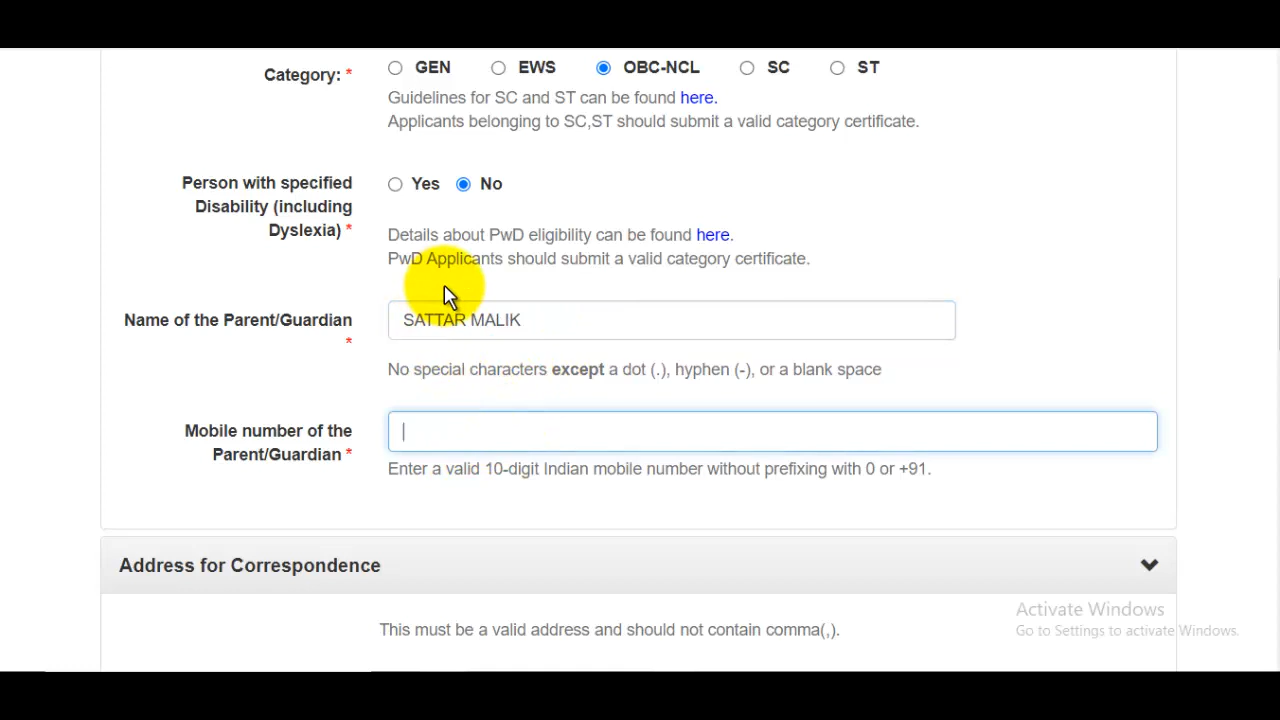 Category: * GEN EWS OBC-NCL SC ST
Guidelines for SC and ST can be found here.
Applicants belonging to SC,ST should submit a valid category certificate.
Person with specified
Disability (including
Dyslexia) *
Yes No
Details about PwD eligibility can be found here.
PwD Applicants should submit a valid category certificate.
Name of the Parent/Guardian
*
SATTAR MALIK
No special characters except a dot (.), hyphen (-), or a blank space
Mobile number of the
Parent/Guardian *
Enter a valid 10-digit Indian mobile number without prefixing with 0 or +91.
Address for Correspondence
This must be a valid address and should not contain comma(,).
Activate Windows
Go to Settings to activate Windows.